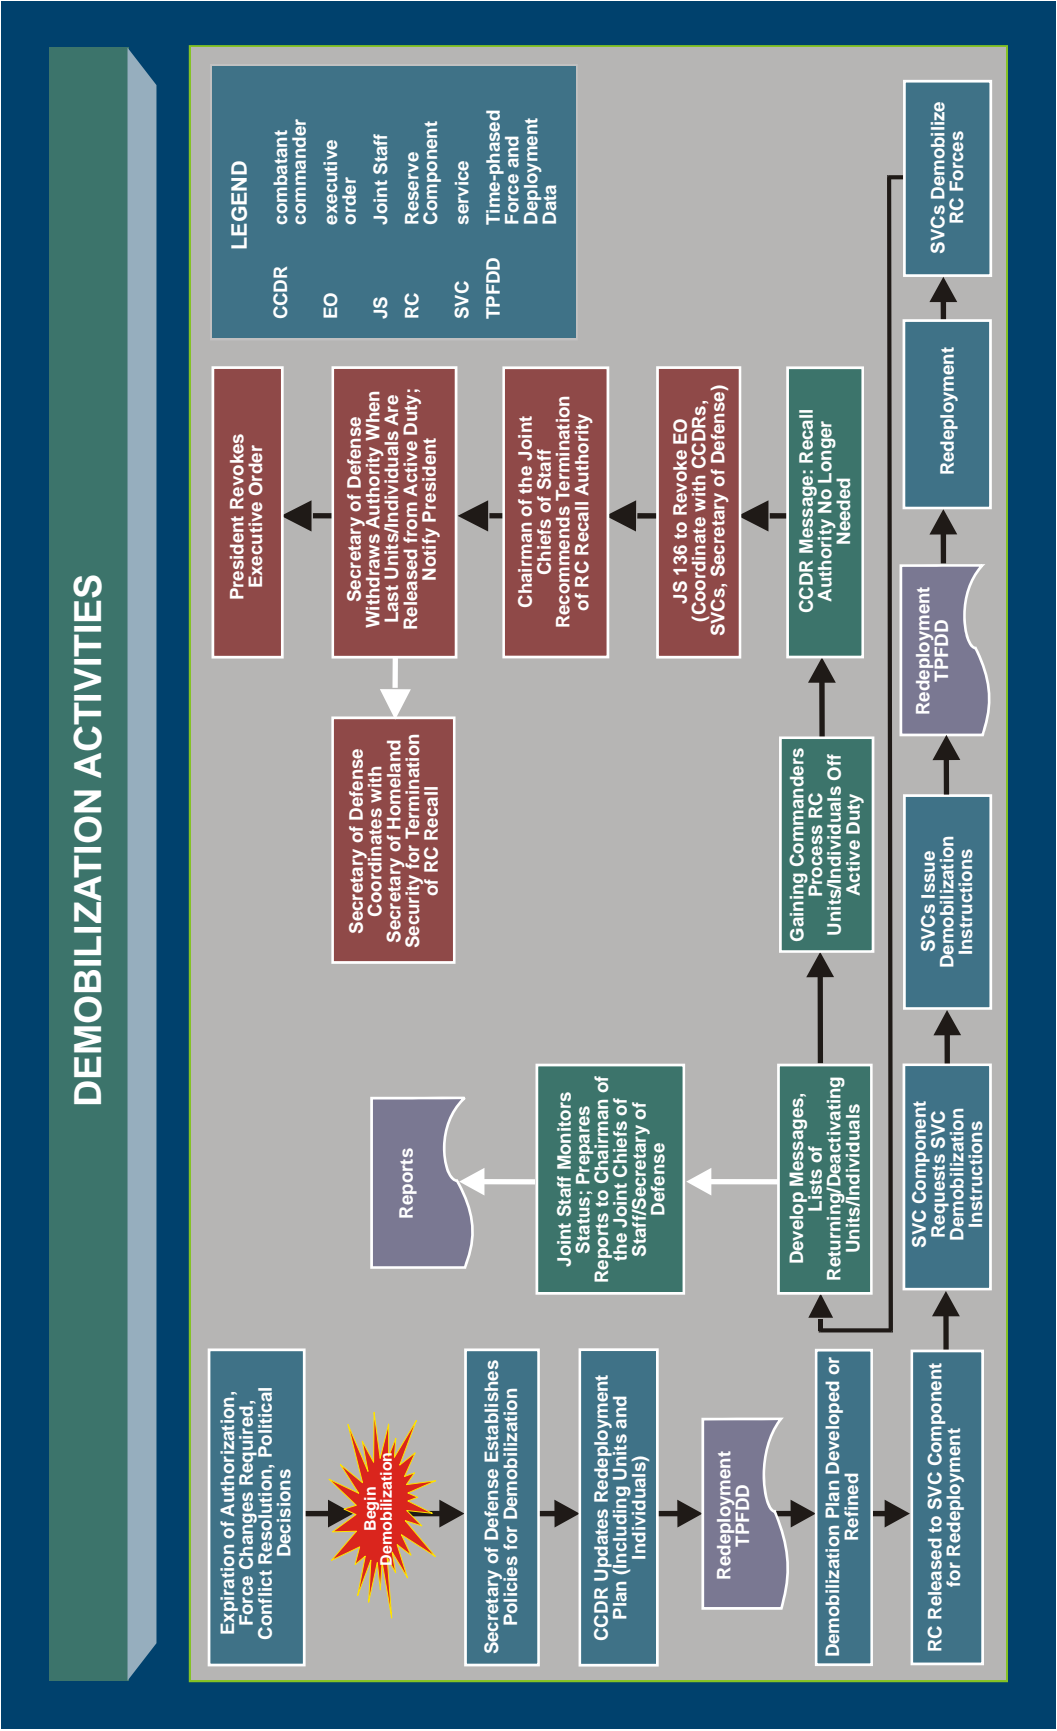 DEMOBILIZATION ACTIVITIES
Expiration of Authorization,
Force Changes Required,
Conflict Resolution, Political
Decisions
Begin
Demobilization
Secretary of Defense Establishes
Policies for Demobilization
CCDR Updates Redeployment
Plan (Including Units and
Individuals)
Redeployment
TPFDD
Demobilization Plan Developed or
Refined
RC Released to SVC Component
for Redeployment
SVC Component
Requests SVC
Demobilization
Instructions
SVCs Issue
Demobilization
Instructions
Redeployment
TPFDD
Redeployment
SVCs Demobilize
RC Forces
Develop Messages,
Lists of
Returning/Deactivating
Units/Individuals
Joint Staff Monitors
Status; Prepares
Reports to Chairman of
the Joint Chiefs of
Staff/Secretary of
Defense
Reports
Gaining Commanders
Process RC
Units/Individuals Off
Active Duty
CCDR Message: Recall
Authority No Longer
Needed
JS 136 to Revoke EO
(Coordinate with CCDRs,
SVCs, Secretary of Defense)
Chairman of the Joint
Chiefs of Staff
Recommends Termination
of RC Recall Authority
Secretary of Defense
Withdraws Authority When
Last Units/Individuals Are
Released from Active Duty;
Notify President
Secretary of Defense
Coordinates with
Secretary of Homeland
Security for Termination
of RC Recall
President Revokes
Executive Order
LEGEND
CCDR combatant
commander
EO executive
order
JS Joint Staff
RC Reserve
Component
SVC service
TPFDD Time-phased
Force and
Deployment
Data